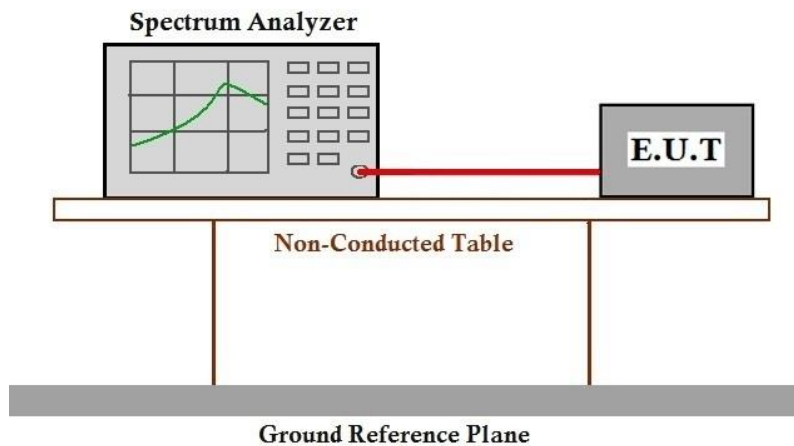 Spectrum Analyzer
E.U.T
Non-Conducted Table
Ground Reference Plane